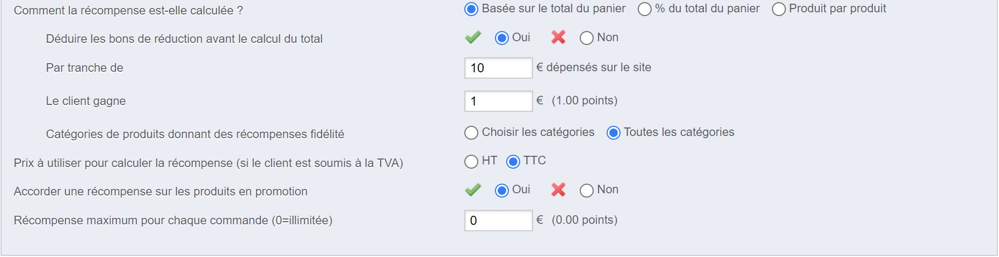 Comment la récompense est-elle calculée ? Basée sur le total du panier % du total du panier Produit par produit
Déduire les bons de réduction avant le calcul du total Oui Non
Par tranche de 10 € dépensés sur le site
Le client gagne 1 € (1.00 points)
Catégories de produits donnant des récompenses fidélité Choisir les catégories Toutes les catégories
Prix à utiliser pour calculer la récompense (si le client est soumis à la TVA) HT TTC
Accorder une récompense sur les produits en promotion Oui Non
Récompense maximum pour chaque commande (0=illimitée) 0 € (0.00 points)